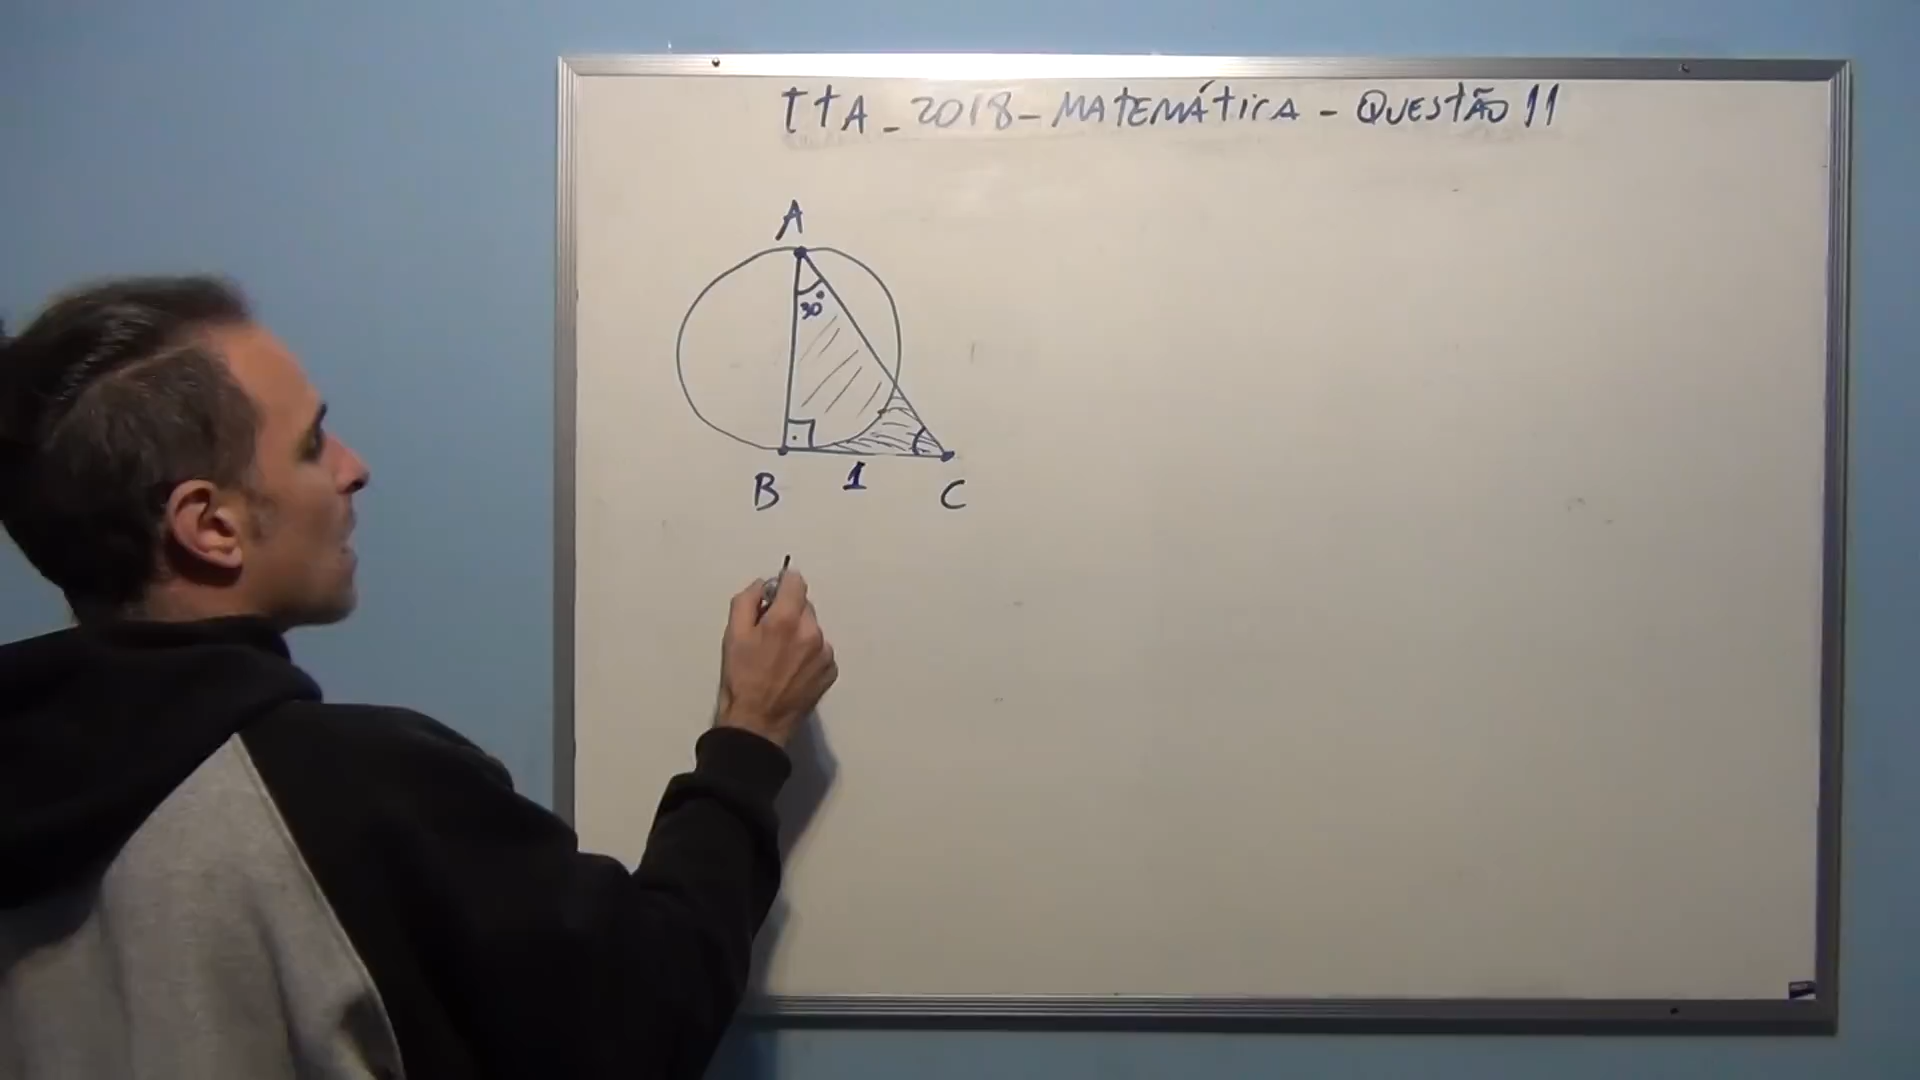 ITA - 2018 - MATEMÁTICA - QUESTÃO 11
A
30°
1
B C